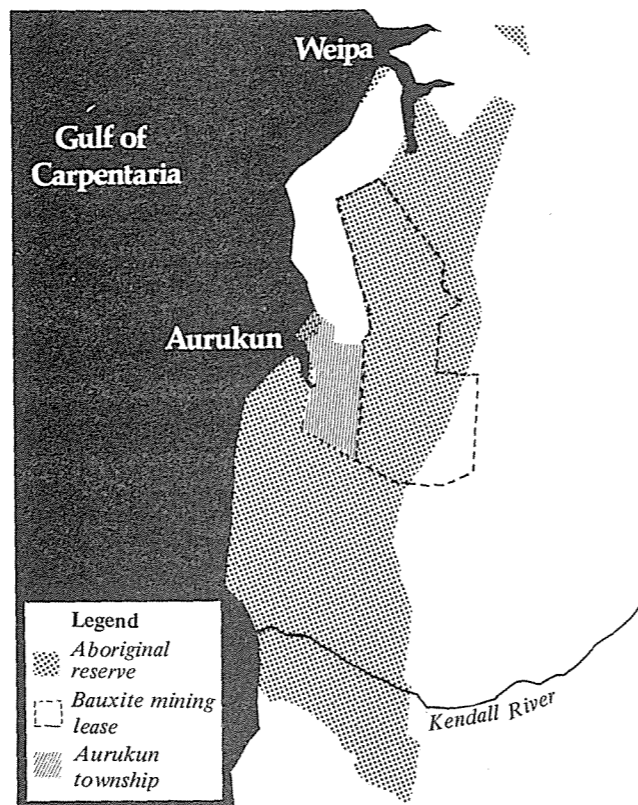 Weipa
Gulf of
Carpentaria
Aurukun
Legend
Aboriginal
reserve
Bauxite mining
lease
Aurukun
township
Kendall River